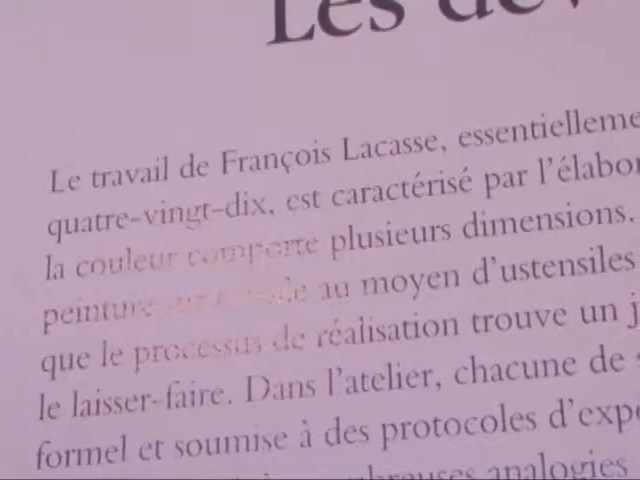 Les
Le travail de François Lacasse, essentielleme
quatre-vingt-dix, est caractérisé par l'élabor
la couleur comporte plusieurs dimensions.
peinture au moyen d'ustensiles
que le processus de réalisation trouve un j
le laisser-faire. Dans l'atelier, chacune de
formel et soumise à des protocoles d'expé
analogies